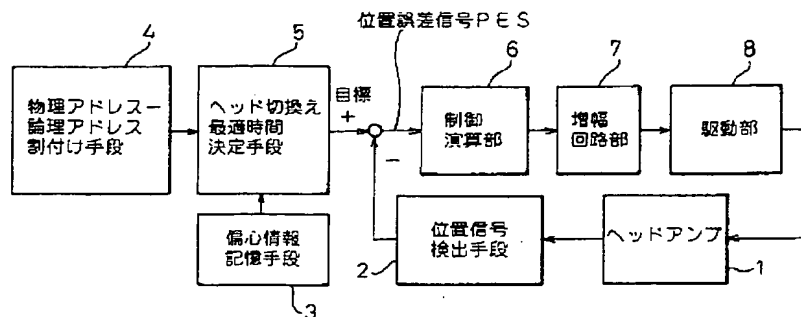 位置誤差信号PES
4
5
6
7
8
物理アドレスー
論理アドレス
割付け手段
ヘッド切換え
最適時間
決定手段
目標
+
-
制御
演算部
増幅
回路部
駆動部
偏心情報
記憶手段
3
位置信号
検出手段
2
ヘッドアンプ
1